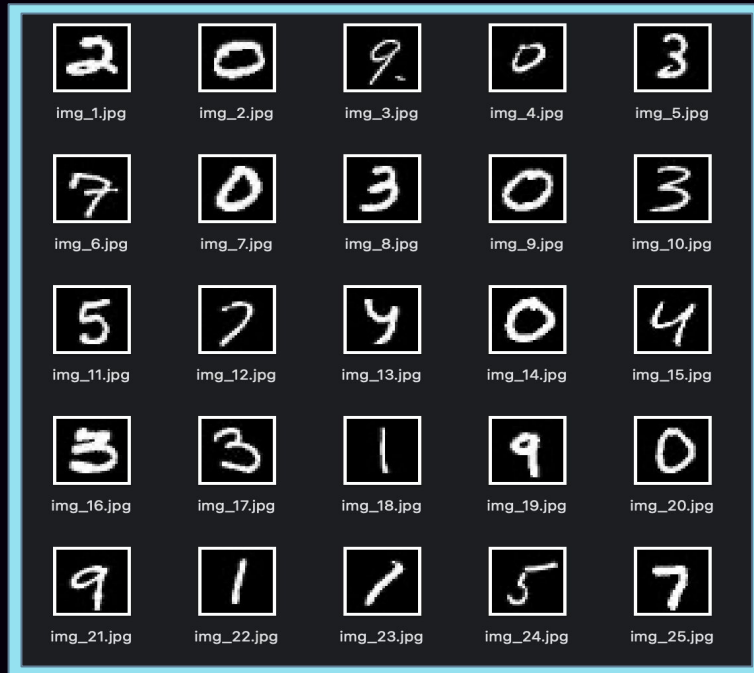 2 0 9. 0 3
img_1.jpg img_2.jpg img_3.jpg img_4.jpg img_5.jpg
7 0 3 0 3
img_6.jpg img_7.jpg img_8.jpg img_9.jpg img_10.jpg
5 7 4 0 4
img_11.jpg img_12.jpg img_13.jpg img_14.jpg img_15.jpg
3 3 1 9 0
img_16.jpg img_17.jpg img_18.jpg img_19.jpg img_20.jpg
9 1 1 5 7
img_21.jpg img_22.jpg img_23.jpg img_24.jpg img_25.jpg